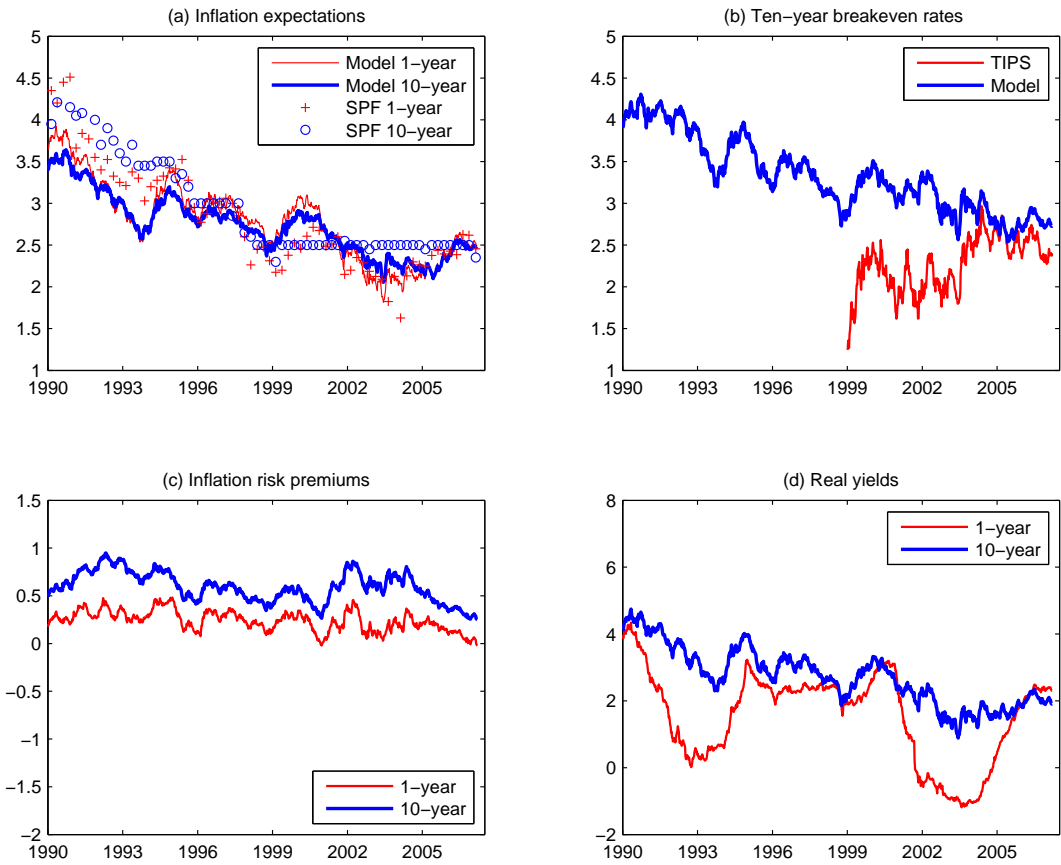 (a) Inflation expectations
5
4.5
4
3.5
3
2.5
2
1.5
1
1990 1993 1996 1999 2002 2005
Model 1−year
Model 10−year
SPF 1−year
SPF 10−year
(b) Ten−year breakeven rates
5
4.5
4
3.5
3
2.5
2
1.5
1
1990 1993 1996 1999 2002 2005
TIPS
Model
(c) Inflation risk premiums
1.5
1
0.5
0
−0.5
−1
−1.5
−2
1990 1993 1996 1999 2002 2005
1−year
10−year
(d) Real yields
8
6
4
2
0
−2
1990 1993 1996 1999 2002 2005
1−year
10−year